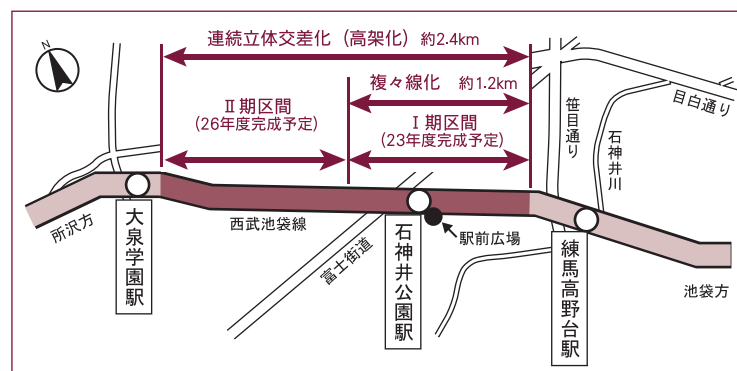 連続立体交差化（高架化）約2.4km
N
複々線化 約1.2km
Ⅱ期区間
（26年度完成予定）
Ⅰ期区間
（23年度完成予定）
笹目通り
目白通り
石神井川
所沢方
大泉学園駅
西武池袋線
富士街道
石神井公園駅
駅前広場
練馬高野台駅
池袋方